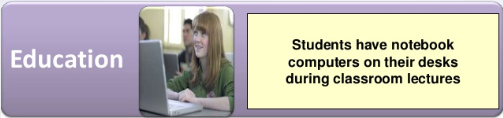 Education
Students have notebook
computers on their desks
during classroom lectures